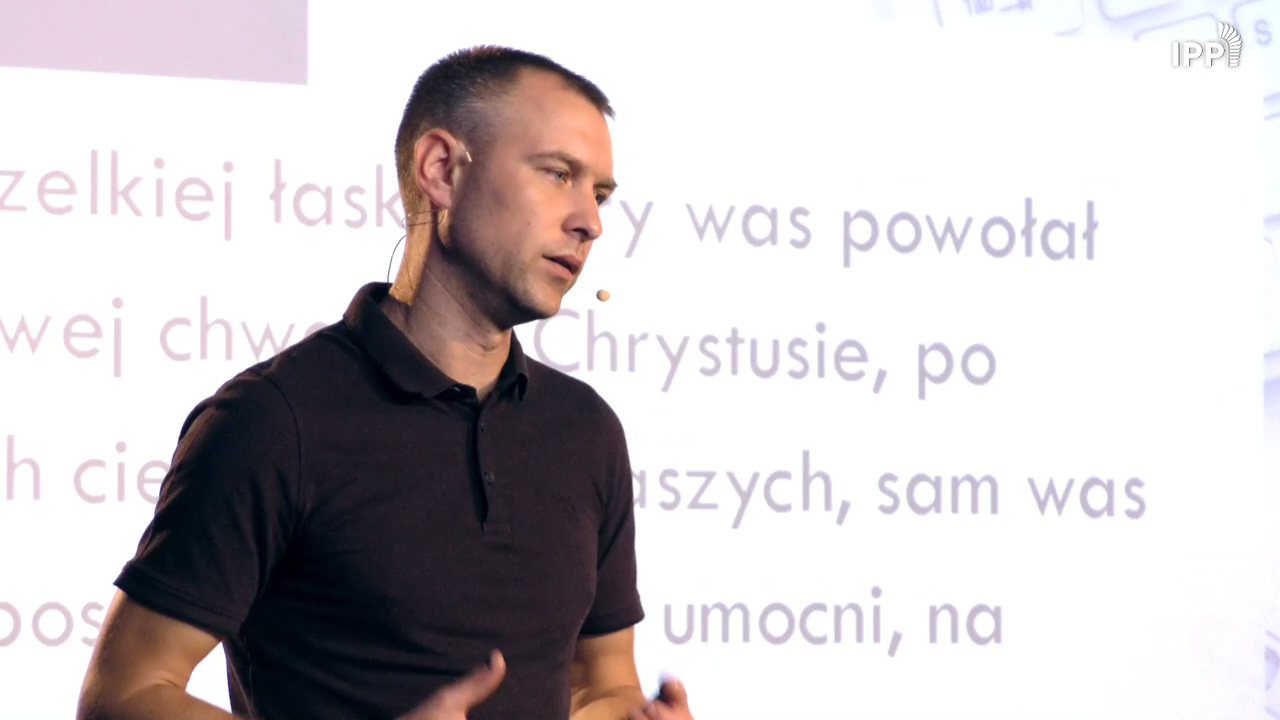 IPP
zelkiej łask y was powołał
wej chw Chrystusie, po
h cie aszych, sam was
pos umocni, na